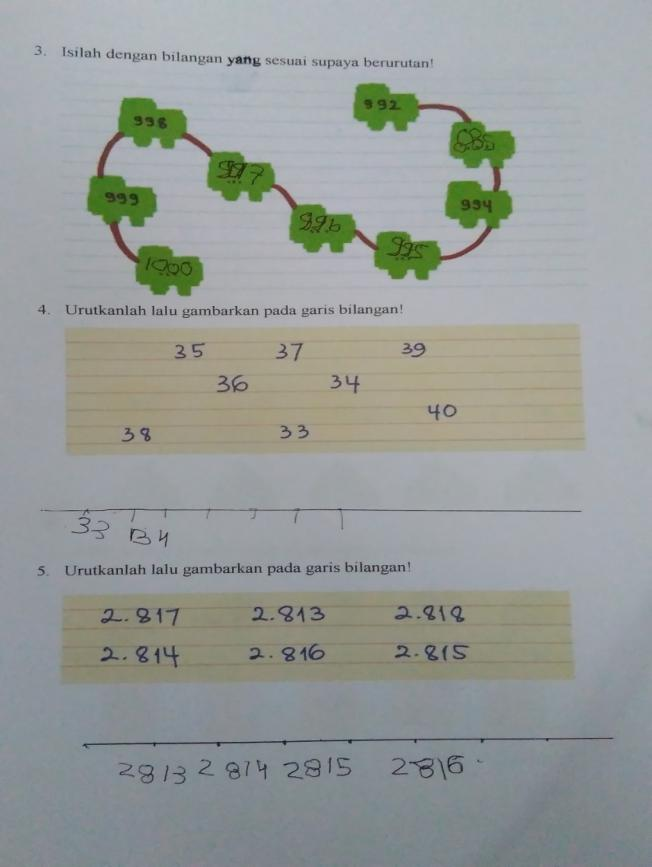 3. Isilah dengan bilangan yang sesuai supaya berurutan!
998
992
997
999
994
996
995
1000
4. Urutkanlah lalu gambarkan pada garis bilangan!
35 37 39
36 34
40
38 33
33 34
5. Urutkanlah lalu gambarkan pada garis bilangan!
2.817 2.813 2.818
2.814 2.816 2.815
2813 2814 2815 2816